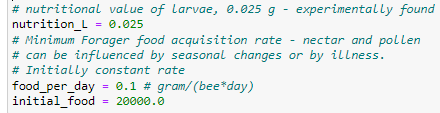 # nutritional value of larvae, 0.025 g - experimentally found
nutrition_L = 0.025
# Minimum Forager food acquisition rate - nectar and pollen
# can be influenced by seasonal changes or by illness.
# Initially constant rate
food_per_day = 0.1 # gram/(bee*day)
initial_food = 20000.0